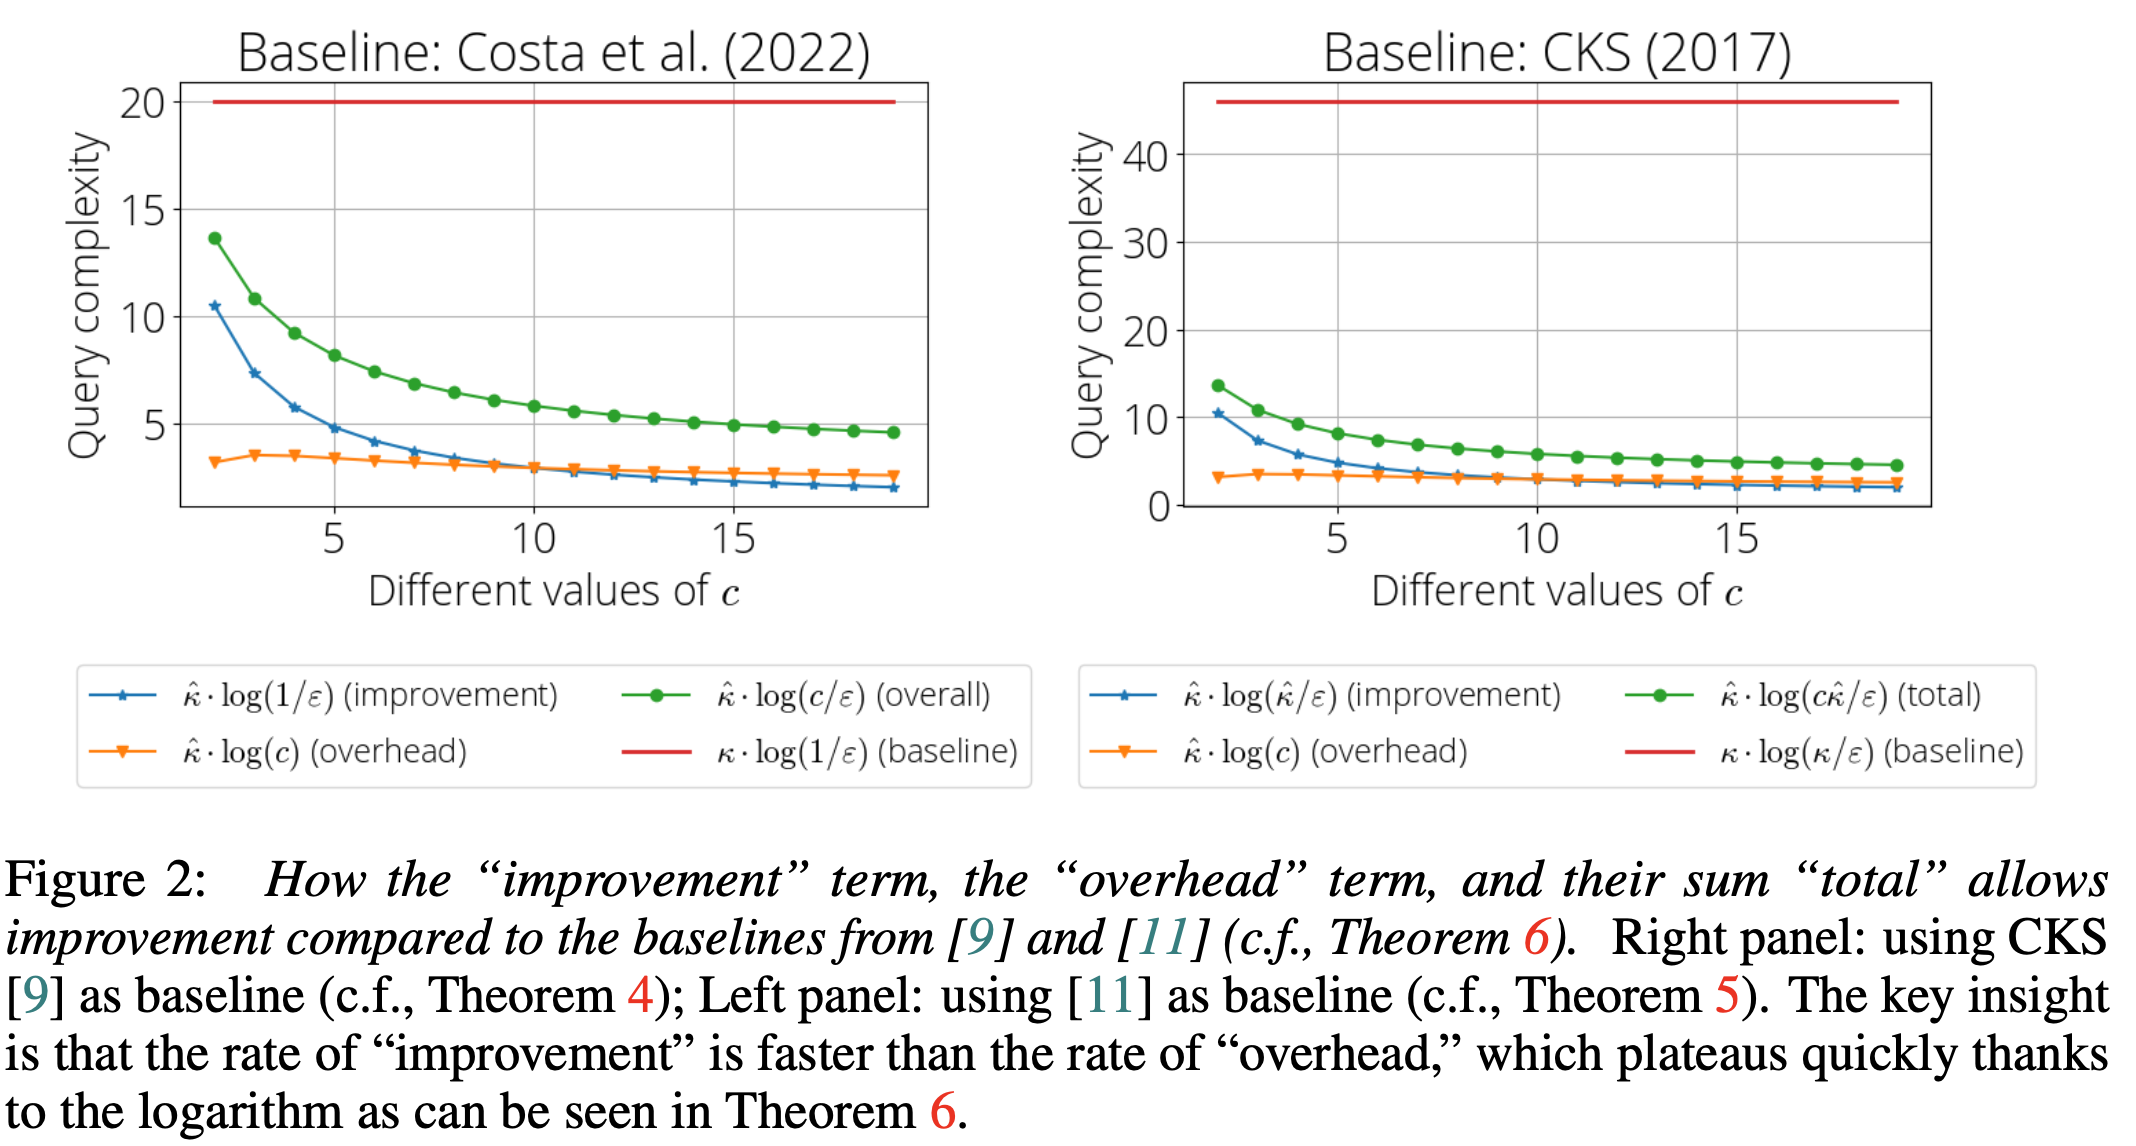 Baseline: Costa et al. (2022)
Query complexity
20
15
10
5
5 10 15
Different values of c
κ̂ · log(1/ε) (improvement)
κ̂ · log(c) (overhead)
κ̂ · log(c/ε) (overall)
κ · log(1/ε) (baseline)
Baseline: CKS (2017)
Query complexity
40
30
20
10
0
5 10 15
Different values of c
κ̂ · log(κ̂/ε) (improvement)
κ̂ · log(c) (overhead)
κ̂ · log(cκ̂/ε) (total)
κ · log(κ/ε) (baseline)
Figure 2: How the “improvement” term, the “overhead” term, and their sum “total” allows
improvement compared to the baselines from [9] and [11] (c.f., Theorem 6). Right panel: using CKS
[9] as baseline (c.f., Theorem 4); Left panel: using [11] as baseline (c.f., Theorem 5). The key insight
is that the rate of “improvement” is faster than the rate of “overhead,” which plateaus quickly thanks
to the logarithm as can be seen in Theorem 6.